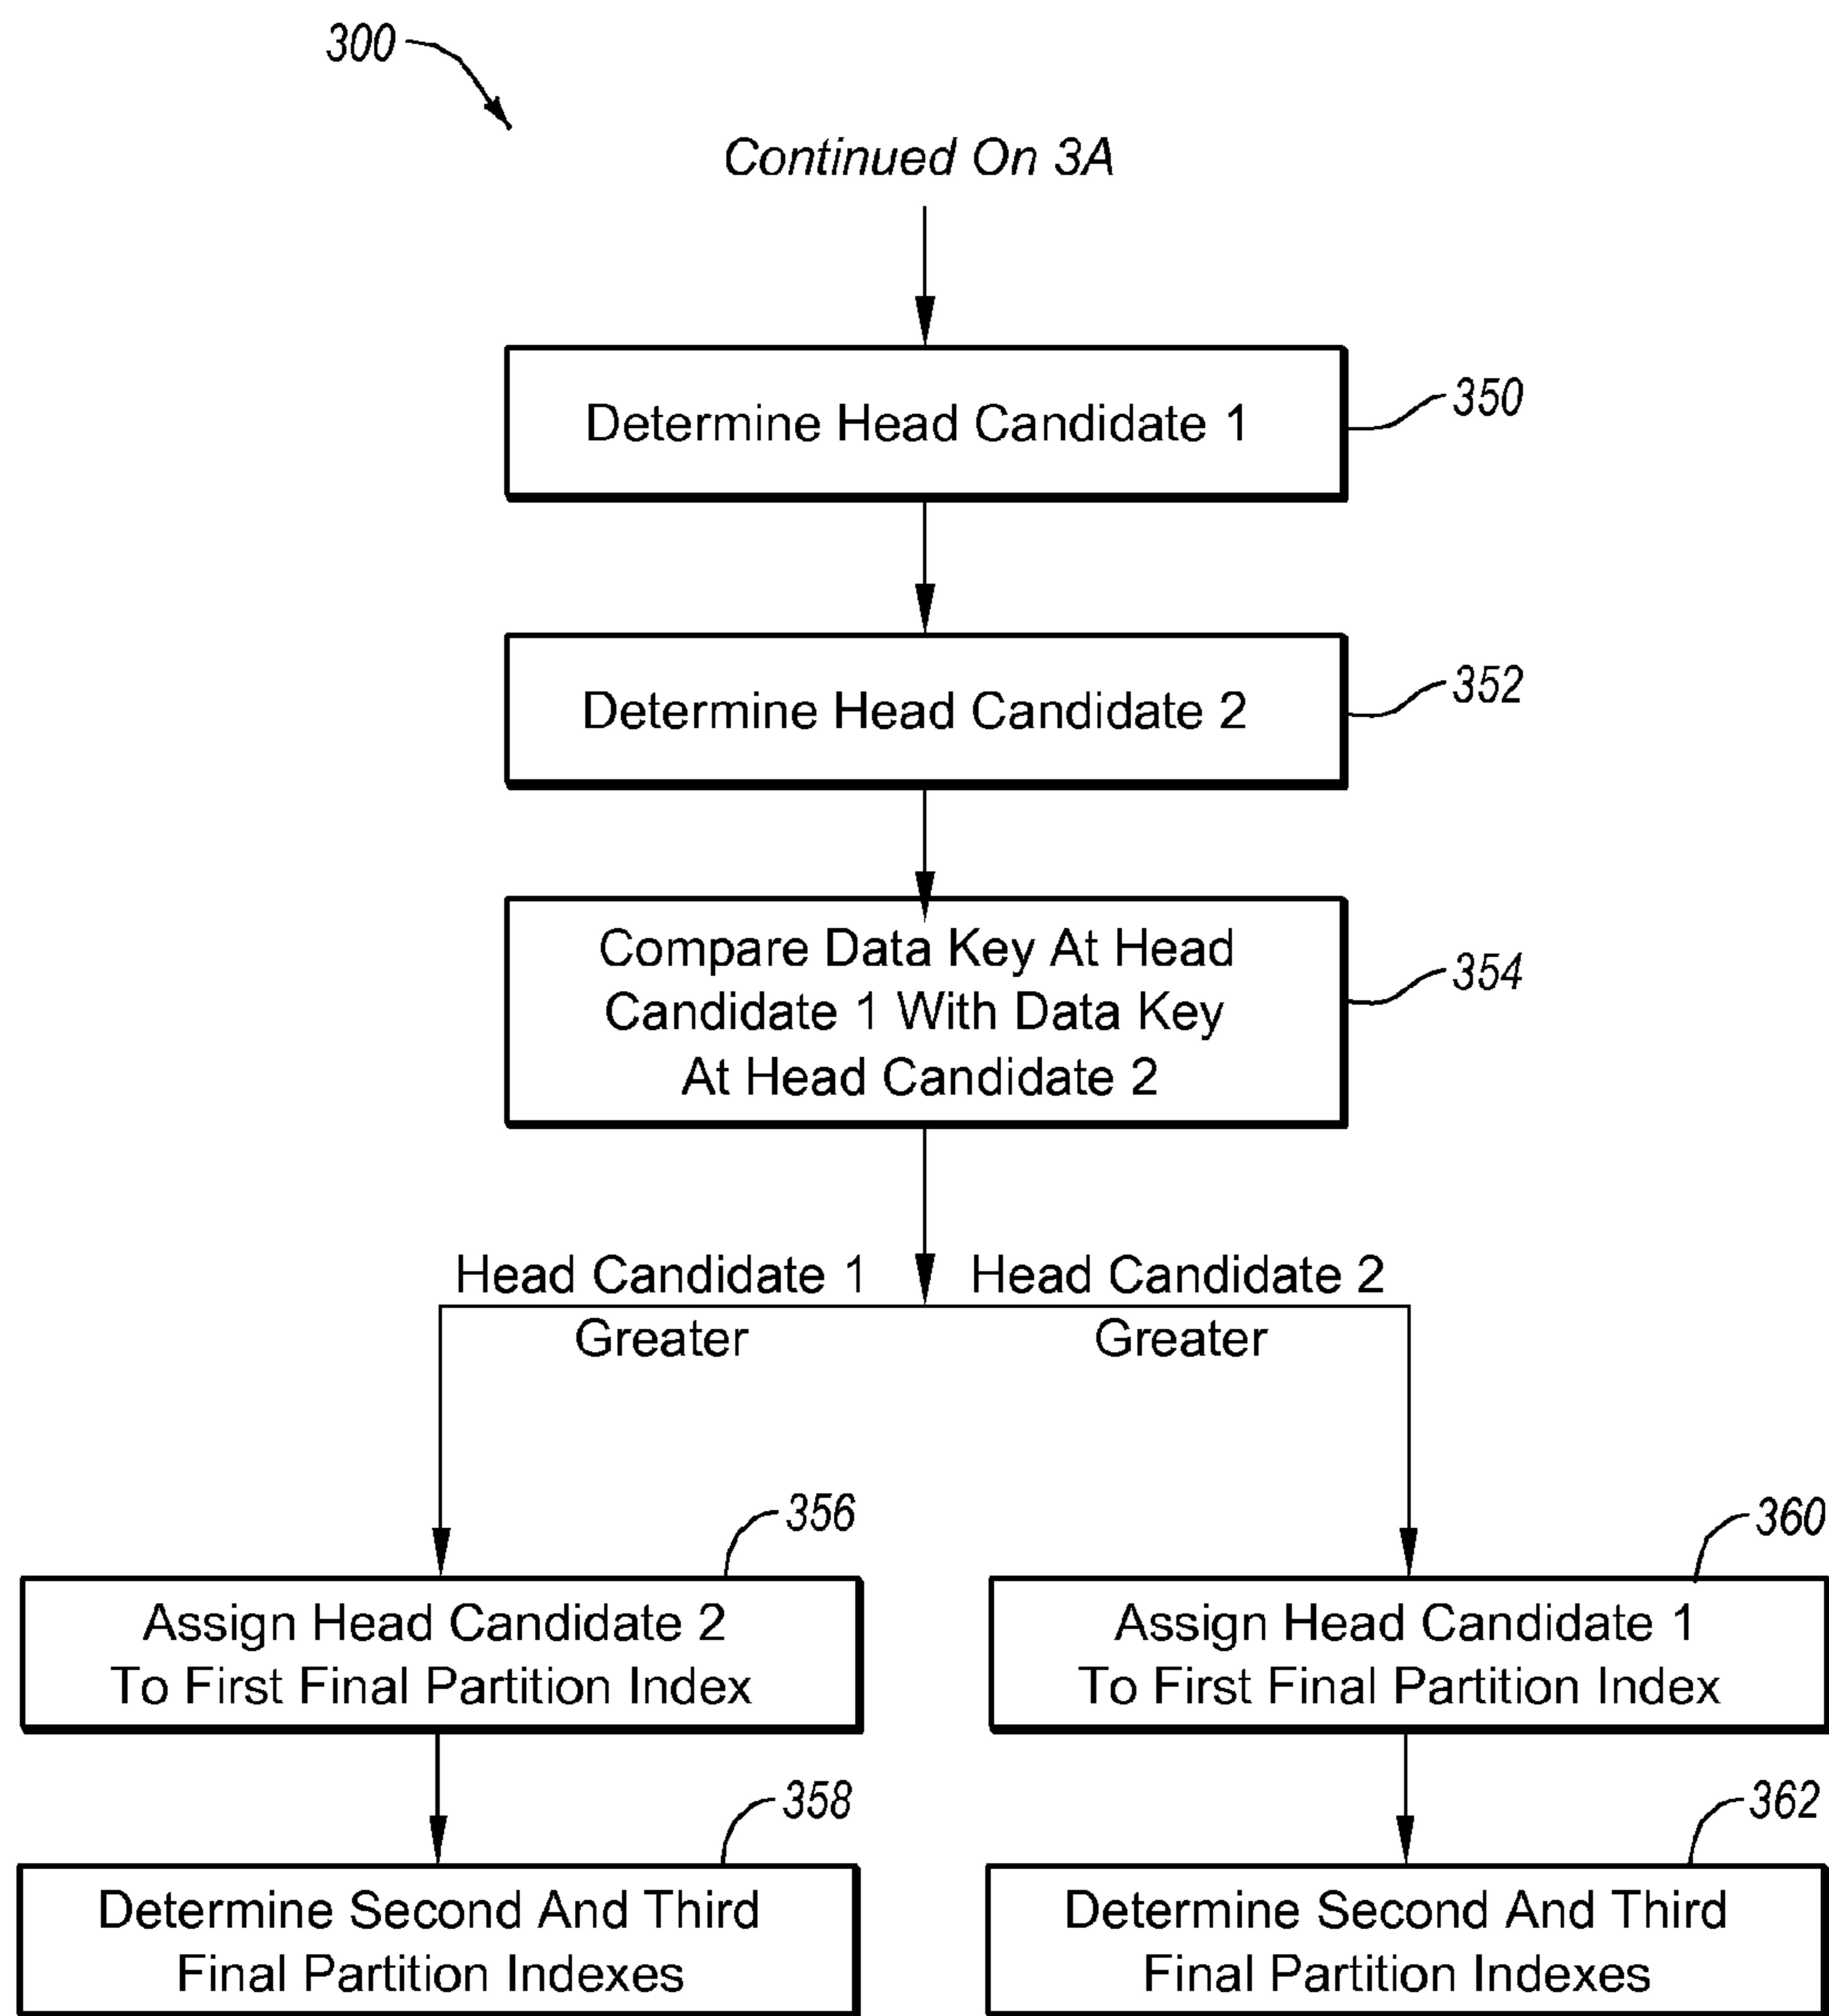 300
Continued On 3A
Determine Head Candidate 1
350
Determine Head Candidate 2
352
Compare Data Key At Head
Candidate 1 With Data Key
At Head Candidate 2
354
Head Candidate 1
Greater
Head Candidate 2
Greater
356
Assign Head Candidate 2
To First Final Partition Index
360
Assign Head Candidate 1
To First Final Partition Index
358
Determine Second And Third
Final Partition Indexes
362
Determine Second And Third
Final Partition Indexes